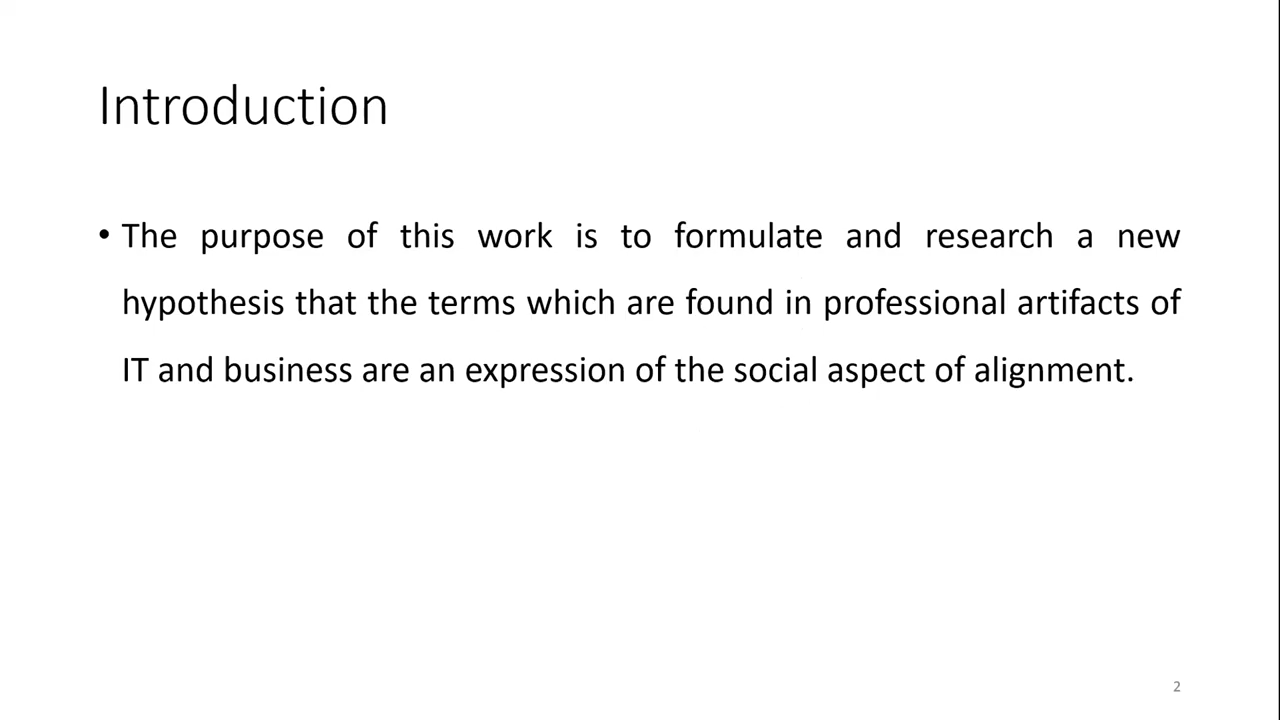 Introduction
• The purpose of this work is to formulate and research a new
hypothesis that the terms which are found in professional artifacts of
IT and business are an expression of the social aspect of alignment.
2